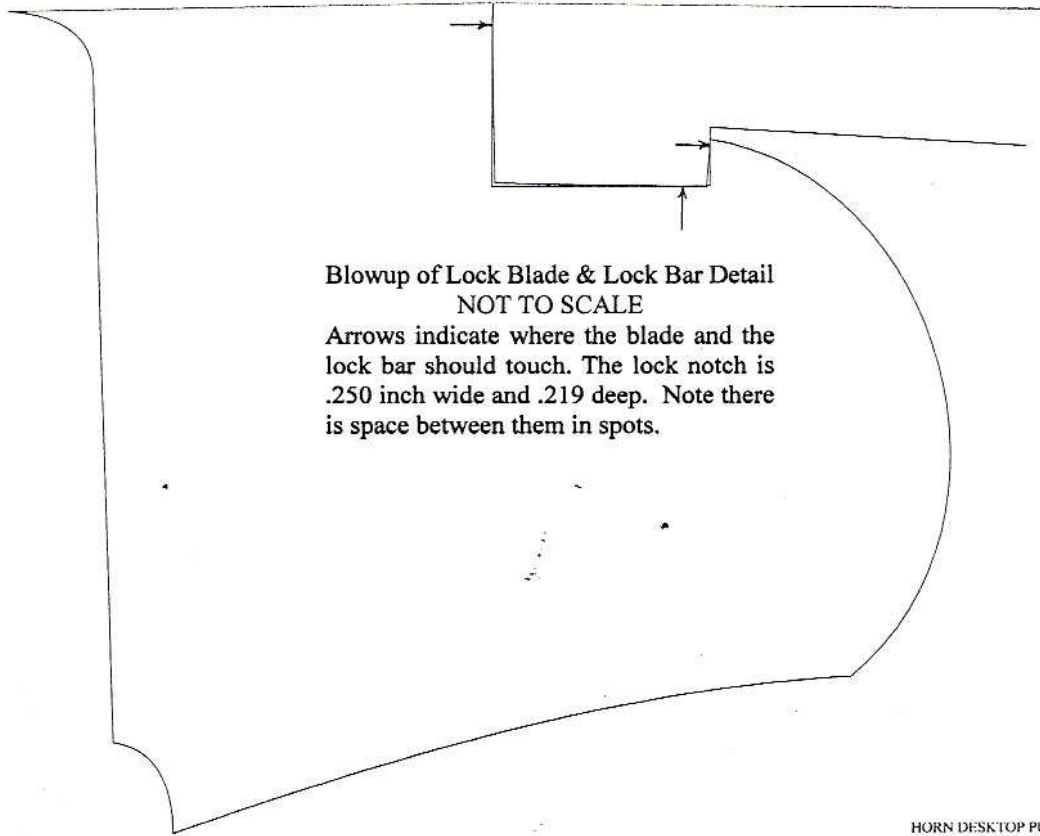 Blowup of Lock Blade & Lock Bar Detail
NOT TO SCALE
Arrows indicate where the blade and the
lock bar should touch. The lock notch is
.250 inch wide and .219 deep. Note there
is space between them in spots.
HORN DESKTOP